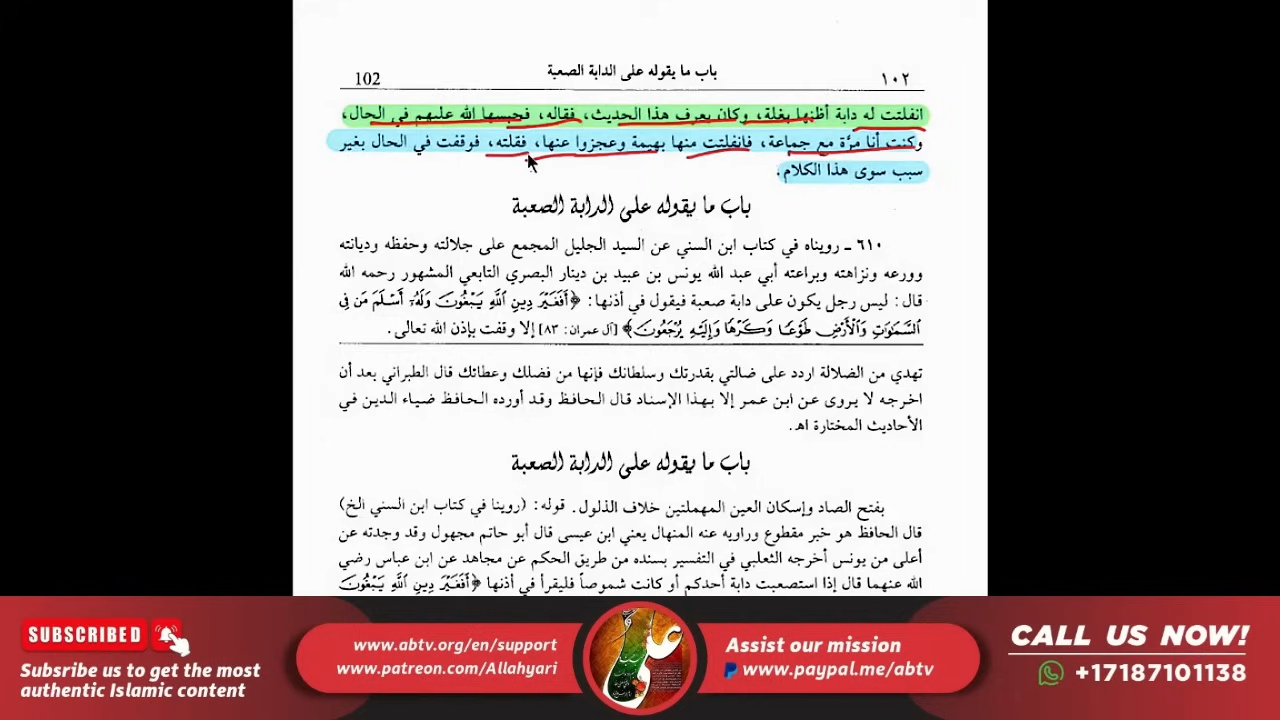 ١٠٢ باب ما يقوله على الدابة الصعبة 102
انفلتت له دابة أظنها بغلة، وكان يعرف هذا الحديث، فقاله، فحبسها الله عليهم في الحال،
وكنت أنا مرَّة مع جماعة، فانفلتت منها بهيمة وعجزوا عنها، فقلته، فوقفت في الحال بغير
سبب سوى هذا الكلام.
باب ما يقوله على الدابة الصعبة
٦١٠ ـ رويناه في كتاب ابن السني عن السيد الجليل المجمع على جلالته وحفظه وديانته
وورعه ونزاهته وبراعته أبي عبد الله يونس بن عبيد بن دينار البصري التابعي المشهور رحمه الله
قال: ليس رجل يكون على دابة صعبة فيقول في أذنها: ﴿أَفَغَيْرَ دِينِ اللَّهِ يَبْغُونَ وَلَهُ أَسْلَمَ مَن فِي
السَّمَٰوَٰتِ وَالْأَرْضِ طَوْعًا وَكَرْهًا وَإِلَيْهِ يُرْجَعُونَ﴾ [آل عمران: ٨٣] إلا وقفت بإذن الله تعالى.
تهدي من الضلالة اردد على ضالتي بقدرتك وسلطانك فإنها من فضلك وعطائك قال الطبراني بعد أن
اخرجه لا يروى عن ابن عمر إلا بهذا الإسناد قال الحافظ وقد أورده الحافظ ضياء الدين في
الأحاديث المختارة اهـ.
باب ما يقوله على الدابة الصعبة
بفتح الصاد وإسكان العين المهملتين خلاف الذلول. قوله: (روينا في كتاب ابن السني الخ)
قال الحافظ هو خبر مقطوع وراويه عنه المنهال يعني ابن عيسى قال أبو حاتم مجهول وقد وجدته عن
أعلى من يونس أخرجه الثعلبي في التفسير بسنده من طريق الحكم عن مجاهد عن ابن عباس رضي
الله عنهما قال إذا استصعبت دابة أحدكم أو كانت شموصاً فليقرأ في أذنها ﴿أَفَغَيْرَ دِينِ اللَّهِ يَبْغُونَ
SUBSCRIBED
Subsribe us to get the most
authentic Islamic content
www.abtv.org/en/support
www.patreon.com/Allahyari
Assist our mission
www.paypal.me/abtv
CALL US NOW!
+17187101138